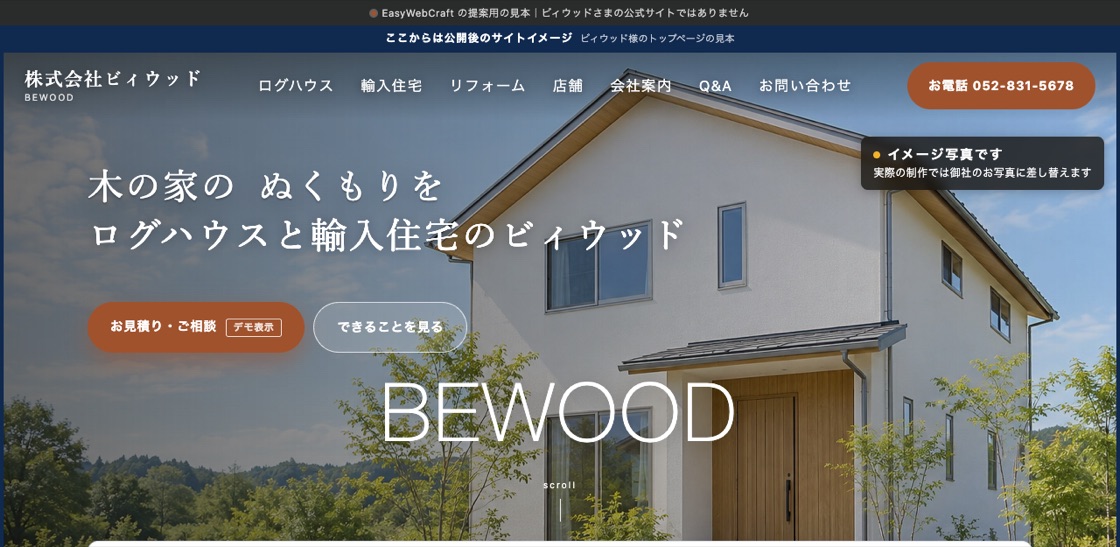 EasyWebCraft の提案用の見本｜ビィウッドさまの公式サイトではありません
ここからは公開後のサイトイメージ ビィウッド様のトップページの見本
株式会社ビィウッド
BEWOOD
ログハウス 輸入住宅 リフォーム 店舗 会社案内 Q&A お問い合わせ
お電話 052-831-5678
イメージ写真です
実際の制作では御社のお写真に差し替えます
木の家の ぬくもりを
ログハウスと輸入住宅のビィウッド
お見積り・ご相談 デモ表示
できることを見る
BEWOOD
scroll